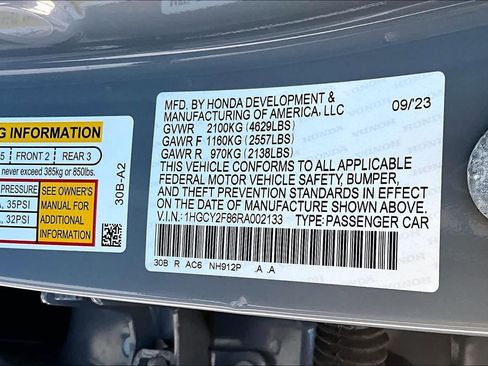 MFD. BY HONDA DEVELOPMENT &
MANUFACTURING OF AMERICA, LLC 09/23
GVWR 2100KG (4629LBS)
GAWR F 1160KG (2557LBS)
GAWR R 970KG (2138LBS)
THIS VEHICLE CONFORMS TO ALL APPLICABLE
FEDERAL MOTOR VEHICLE SAFETY, BUMPER,
AND THEFT PREVENTION STANDARDS IN EFFECT
ON THE DATE OF MANUFACTURE SHOWN ABOVE.
V.I.N.: 1HGCY2F86RA002133 TYPE:PASSENGER CAR
30B R AC6 NH912P .A .A
INFORMATION
5 FRONT 2 REAR 3
never exceed 385kg or 850lbs.
PRESSURE
35PSI
32PSI
SEE OWNER'S
MANUAL FOR
ADDITIONAL
INFORMATION
30B-A2